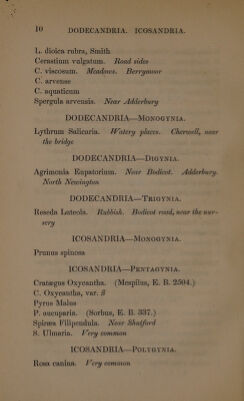 10 DODECANDRIA. ICOSANDRIA.
L. dioica rubra, Smith
Cerastium vulgatum. Road sides
C. viscosum. Meadows. Berrymoor
C. arvense
C. aquaticum
Spergula arvensis. Near Adderbury
DODECANDRIA—Monogynia.
Lythrum Salicaria. Watery places. Cherwell, near
the bridge
DODECANDRIA—Digynia.
Agrimonia Eupatorium. Near Bodicot. Adderbury.
North Newington
DODECANDRIA—Trigynia.
Reseda Luteola. Rubbish. Bodicot road, near the nur-
sery
ICOSANDRIA—Monogynia.
Prunus spinosa
ICOSANDRIA—Pentagynia.
Cratægus Oxycantha. (Mespilus, E. B. 2504.)
C. Oxycantha, var. β
Pyrus Malus
P. aucuparia. (Sorbus, E. B. 337.)
Spiræa Filipendula. Near Shutford
S. Ulmaria. Very common
ICOSANDRIA—Polygynia.
Rosa canina. Very common